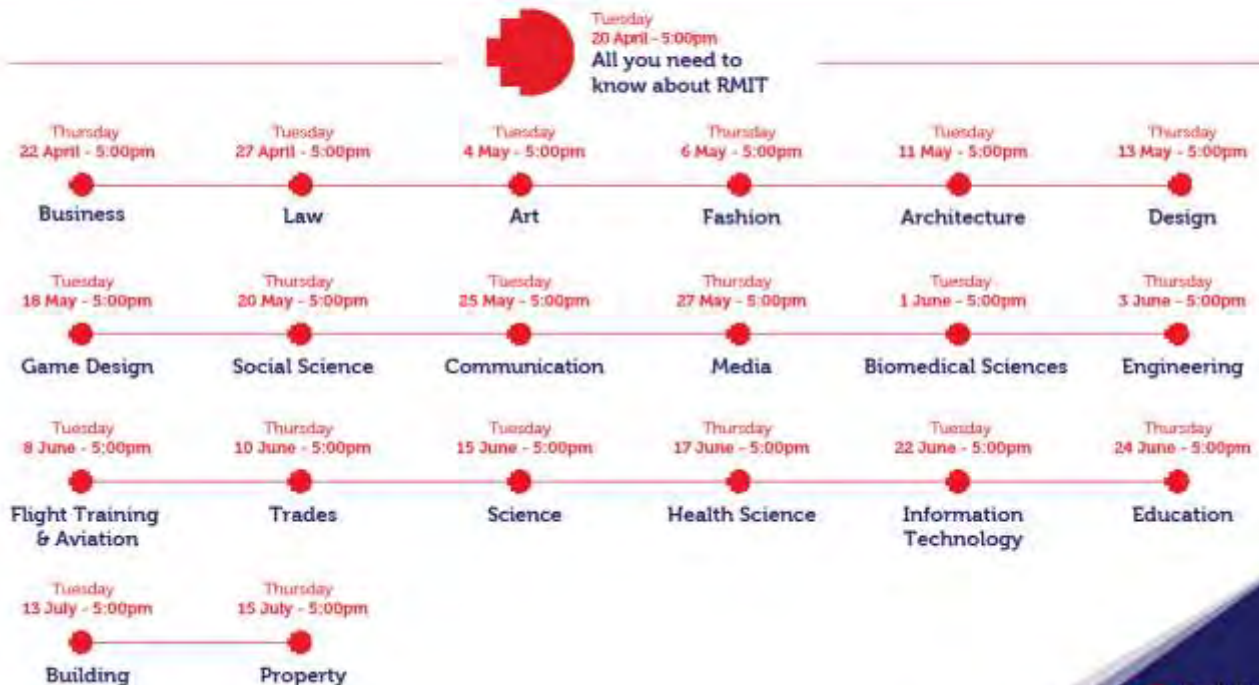 Tuesday
20 April - 5:00pm
All you need to
know about RMIT
Thursday
22 April - 5:00pm
Business
Tuesday
27 April - 5:00pm
Law
Tuesday
4 May - 5:00pm
Art
Thursday
6 May - 5:00pm
Fashion
Tuesday
11 May - 5:00pm
Architecture
Thursday
13 May - 5:00pm
Design
Tuesday
18 May - 5:00pm
Game Design
Thursday
20 May - 5:00pm
Social Science
Tuesday
25 May - 5:00pm
Communication
Thursday
27 May - 5:00pm
Media
Tuesday
1 June - 5:00pm
Biomedical Sciences
Thursday
3 June - 5:00pm
Engineering
Tuesday
8 June - 5:00pm
Flight Training
& Aviation
Thursday
10 June - 5:00pm
Trades
Tuesday
15 June - 5:00pm
Science
Thursday
17 June - 5:00pm
Health Science
Tuesday
22 June - 5:00pm
Information
Technology
Thursday
24 June - 5:00pm
Education
Tuesday
13 July - 5:00pm
Building
Thursday
15 July - 5:00pm
Property